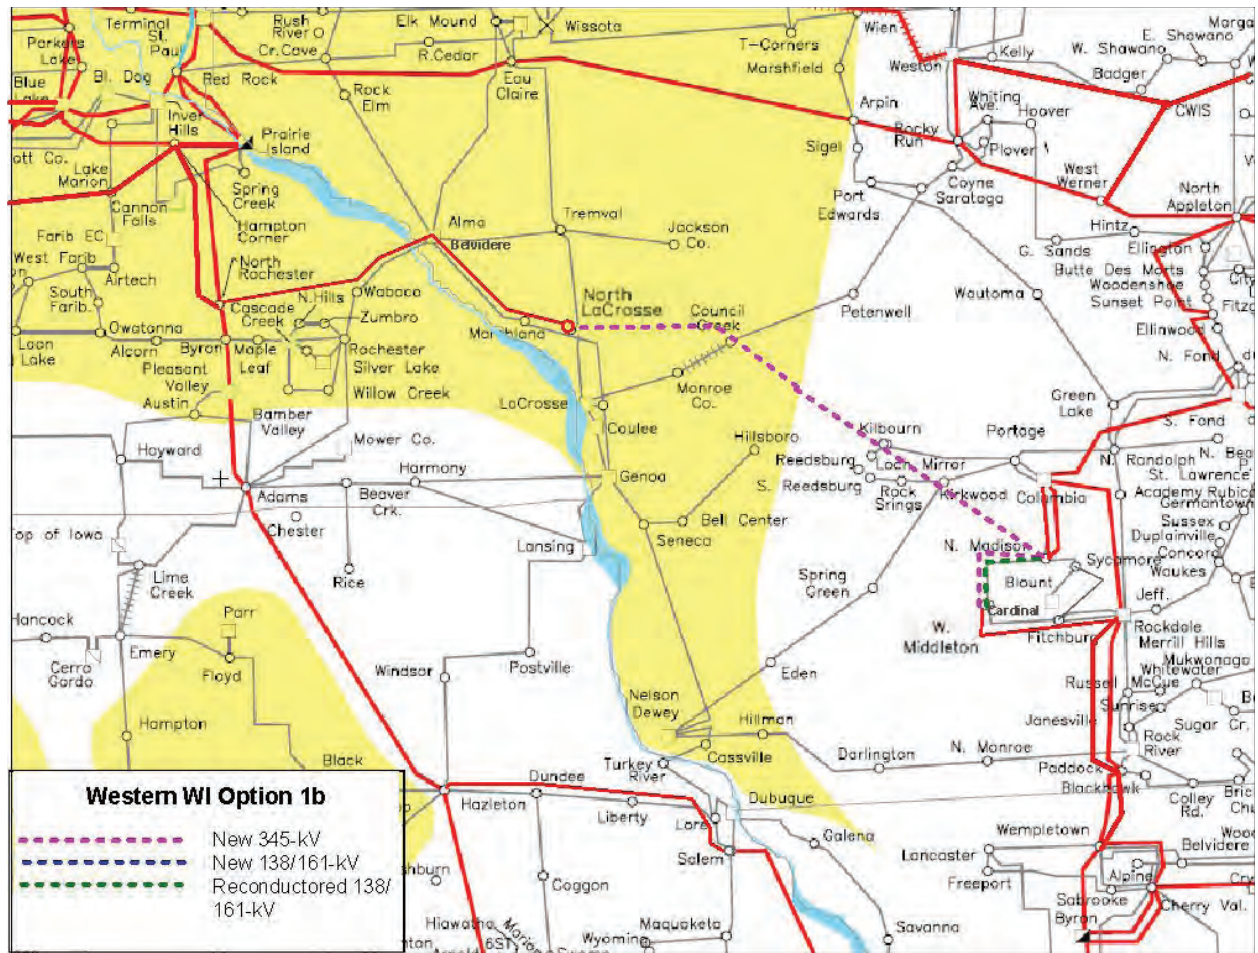 Terminal
St.
Paul
Rush
River
Elk Mound
Wissota
Wien
Kelly
E. Shawano
W. Shawano
Parkers
Lake
Cr.Cave
R.Cedar
T-Corners
Weston
Badger
Bl. Dog
Red Rock
Eau
Claire
Marshfield
Blue
Lake
Rock
Elm
Arpin
Whiting
Ave.
Hoover
CWIS
Inver
Hills
Prairie
Island
Rocky
Run
Plover
ott Co.
Lake
Marion
Sigel
West
Werner
Spring
Creek
Coyne
Saratoga
North
Appleton
Cannon
Falls
Port
Edwards
Hampton
Corner
Alma
Tremval
Jackson
Co.
Hintz
Farib EC
Belvidere
G. Sands
Ellington
West Farib
Airtech
North
Rochester
Butte Des Morts
Woodenshoe
South
Farib.
N.Hills
Wabaco
North
LaCrosse
Council
Creek
Petenwell
Wautoma
Sunset Point
Cascade
Creek
Zumbro
Marshland
Ellinwood
Owatonna
Loon
Lake
Alcorn
Byron
Maple
Leaf
Rochester
Silver Lake
N. Fond
Pleasant
Valley
Willow Creek
Monroe
Co.
Green
Lake
Austin
LaCrosse
Bamber
Valley
Coulee
Kilbourn
Portage
S. Fond
Hayward
Mower Co.
Hillsboro
Reedsburg
Loch Mirror
N. Randolph
Harmony
Genoa
S. Reedsburg
Rock
Srings
Kirkwood
Columbia
St. Lawrence
Adams
Beaver
Crk.
Academy
Germantown
Chester
Bell Center
Sussex
Top of Iowa
Lansing
Seneca
N. Madison
Sycamore
Duplainville
Concord
Waukes
Lime
Creek
Rice
Spring
Green
Blount
Hancock
Parr
Cardinal
Jeff.
W.
Middleton
Fitchburg
Rockdale
Merrill Hills
Emery
Cerro
Gordo
Floyd
Windsor
Postville
Eden
Mukwonago
Whitewater
Russell
McCue
Sunrise
Hampton
Nelson
Dewey
Hillman
Janesville
Sugar Cr.
Rock
River
Black
Cassville
Darlington
N. Monroe
Turkey
River
Paddock
Dundee
Blackhawk
Colley
Rd.
Western WI Option 1b
Hazleton
Liberty
Lore
Dubuque
Galena
Wempletown
Belvidere
New 345-kV
New 138/161-kV
Reconductored 138/
161-kV
Salem
Lancaster
Freeport
Coggon
Alpine
Sabrooke
Cherry Val.
Byron
Hiawatha
Maquoketa
Wyoming
Savanna